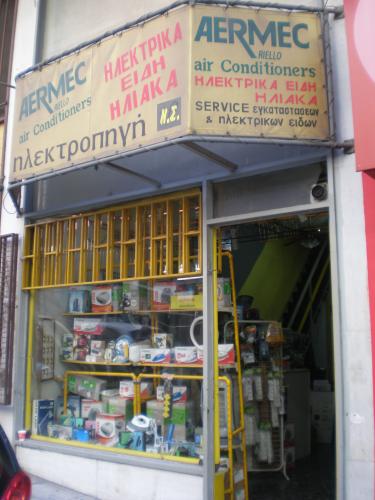 AERMEC
RIELLO
air Conditioners
ΗΛΕΚΤΡΙΚΑ
ΕΙΔΗ
ΗΛΙΑΚΑ
ηλεκτροπηγή
Ν.Σ.
AERMEC
RIELLO
air Conditioners
ΗΛΕΚΤΡΙΚΑ ΕΙΔΗ
ΗΛΙΑΚΑ
SERVICE εγκαταστάσεων
& ηλεκτρικών ειδών